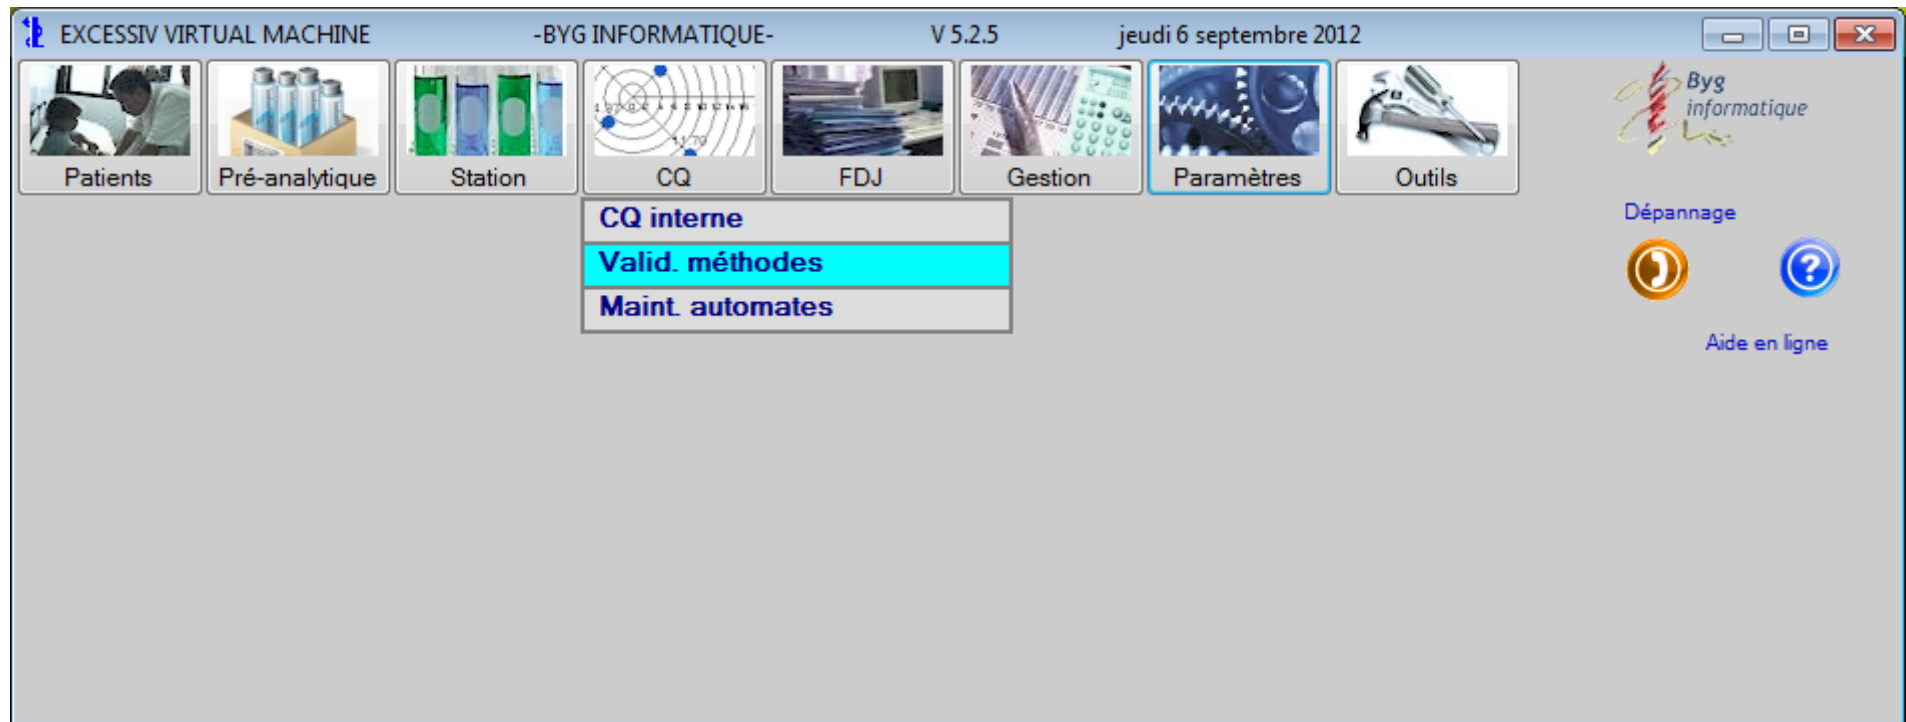 EXCESSIV VIRTUAL MACHINE -BYG INFORMATIQUE- V 5.2.5 jeudi 6 septembre 2012
Byg
informatique
Patients Pré-analytique Station CQ FDJ Gestion Paramètres Outils
CQ interne
Valid. méthodes
Maint. automates
Dépannage
Aide en ligne